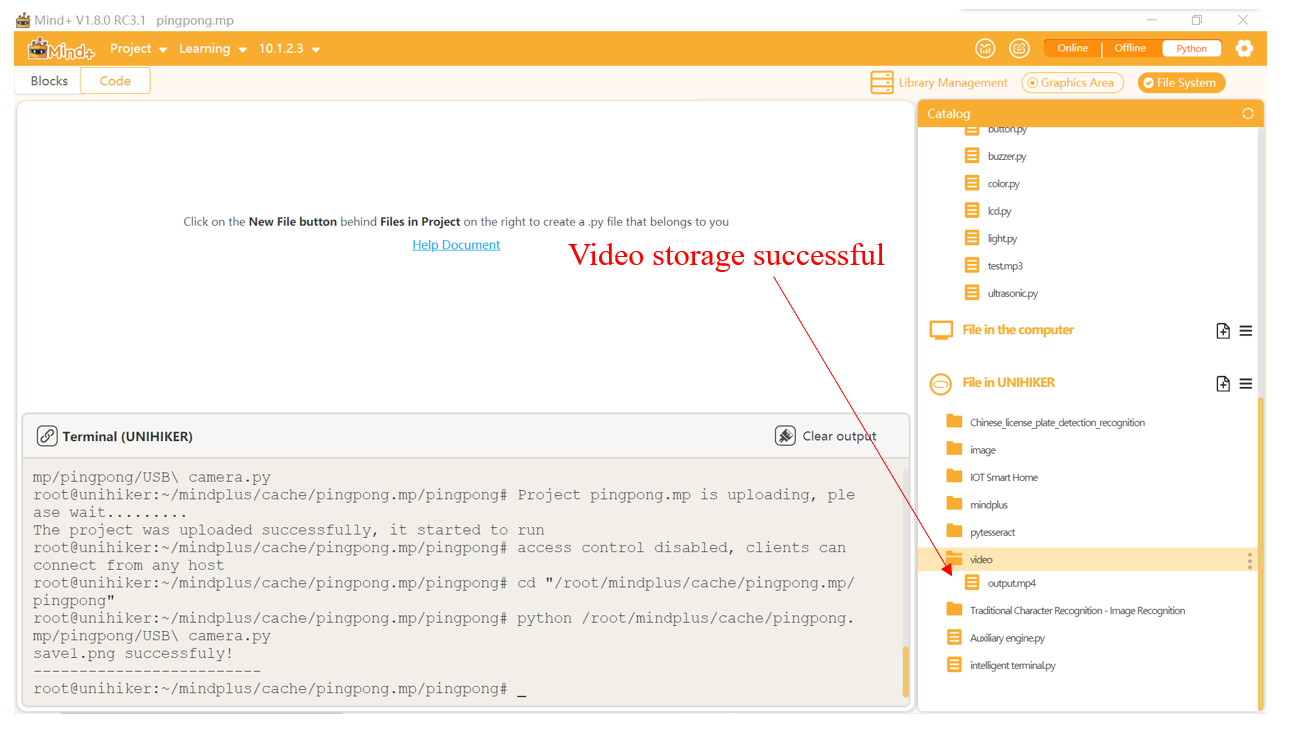 Mind+ V1.8.0 RC3.1 pingpong.mp
Mind+ Project Learning 10.1.2.3 Online Offline Python
Blocks Code Library Management Graphics Area File System
Catalog
button.py
buzzer.py
color.py
lcd.py
light.py
test.mp3
ultrasonic.py
Click on the New File button behind Files in Project on the right to create a .py file that belongs to you
Help Document
Video storage successful
File in the computer
File in UNIHIKER
Chinese_license_plate_detection_recognition
image
IOT Smart Home
mindplus
pytesseract
video
output.mp4
Traditional Character Recognition - Image Recognition
Auxiliary engine.py
intelligent terminal.py
Terminal (UNIHIKER) Clear output
mp/pingpong/USB\ camera.py
root@unihiker:~/mindplus/cache/pingpong.mp/pingpong# Project pingpong.mp is uploading, ple
ase wait.........
The project was uploaded successfully, it started to run
root@unihiker:~/mindplus/cache/pingpong.mp/pingpong# access control disabled, clients can
connect from any host
root@unihiker:~/mindplus/cache/pingpong.mp/pingpong# cd "/root/mindplus/cache/pingpong.mp/
pingpong"
root@unihiker:~/mindplus/cache/pingpong.mp/pingpong# python /root/mindplus/cache/pingpong.
mp/pingpong/USB\ camera.py
save1.png successfuly!
-------------------------
root@unihiker:~/mindplus/cache/pingpong.mp/pingpong# _